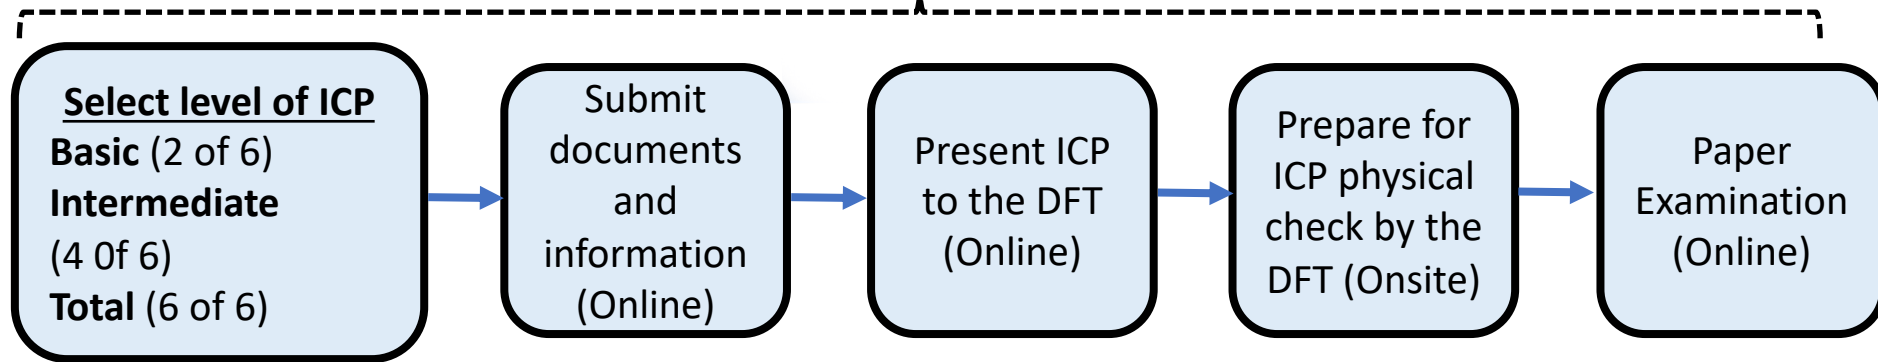 Select level of ICP
Basic (2 of 6)
Intermediate
(4 0f 6)
Total (6 of 6)
Submit
documents
and
information
(Online)
Present ICP
to the DFT
(Online)
Prepare for
ICP physical
check by the
DFT (Onsite)
Paper
Examination
(Online)